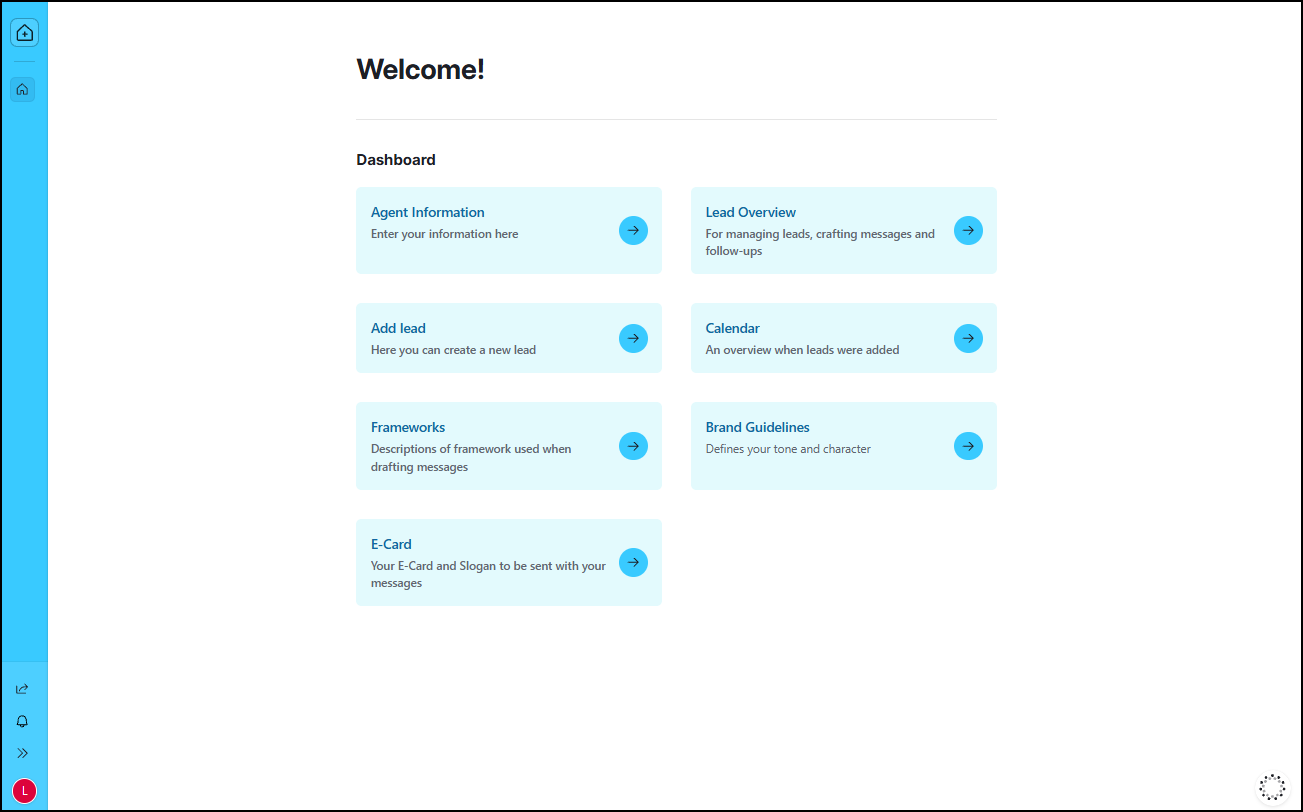 Welcome!
Dashboard
Agent Information
Enter your information here
Lead Overview
For managing leads, crafting messages and
follow-ups
Add lead
Here you can create a new lead
Calendar
An overview when leads were added
Frameworks
Descriptions of framework used when
drafting messages
Brand Guidelines
Defines your tone and character
E-Card
Your E-Card and Slogan to be sent with your
messages
L